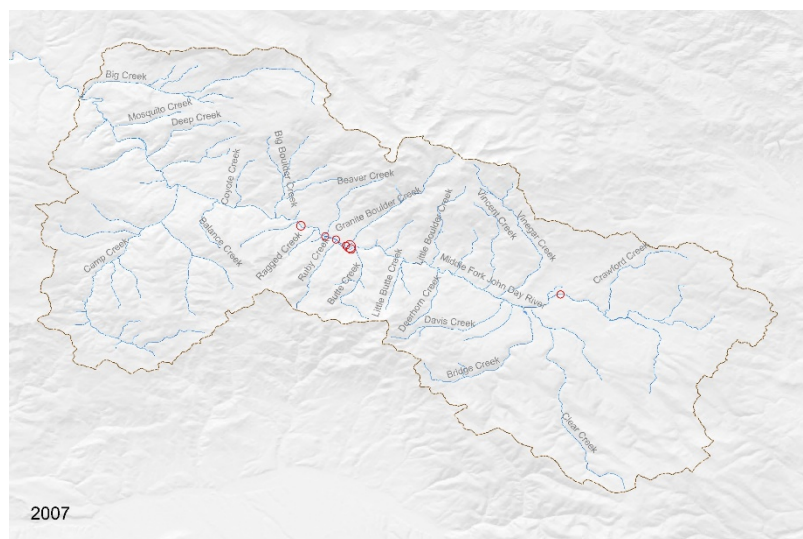 Big Creek
Mosquito Creek
Deep Creek
Coyote Creek
Big Boulder Creek
Beaver Creek
Granite Boulder Creek
Little Boulder Creek
Vincent Creek
Vinegar Creek
Crawford Creek
Camp Creek
Balance Creek
Ragged Creek
Ruby Creek
Butte Creek
Little Butte Creek
Deerhorn Creek
Middle Fork John Day River
Davis Creek
Bridge Creek
Clear Creek
2007